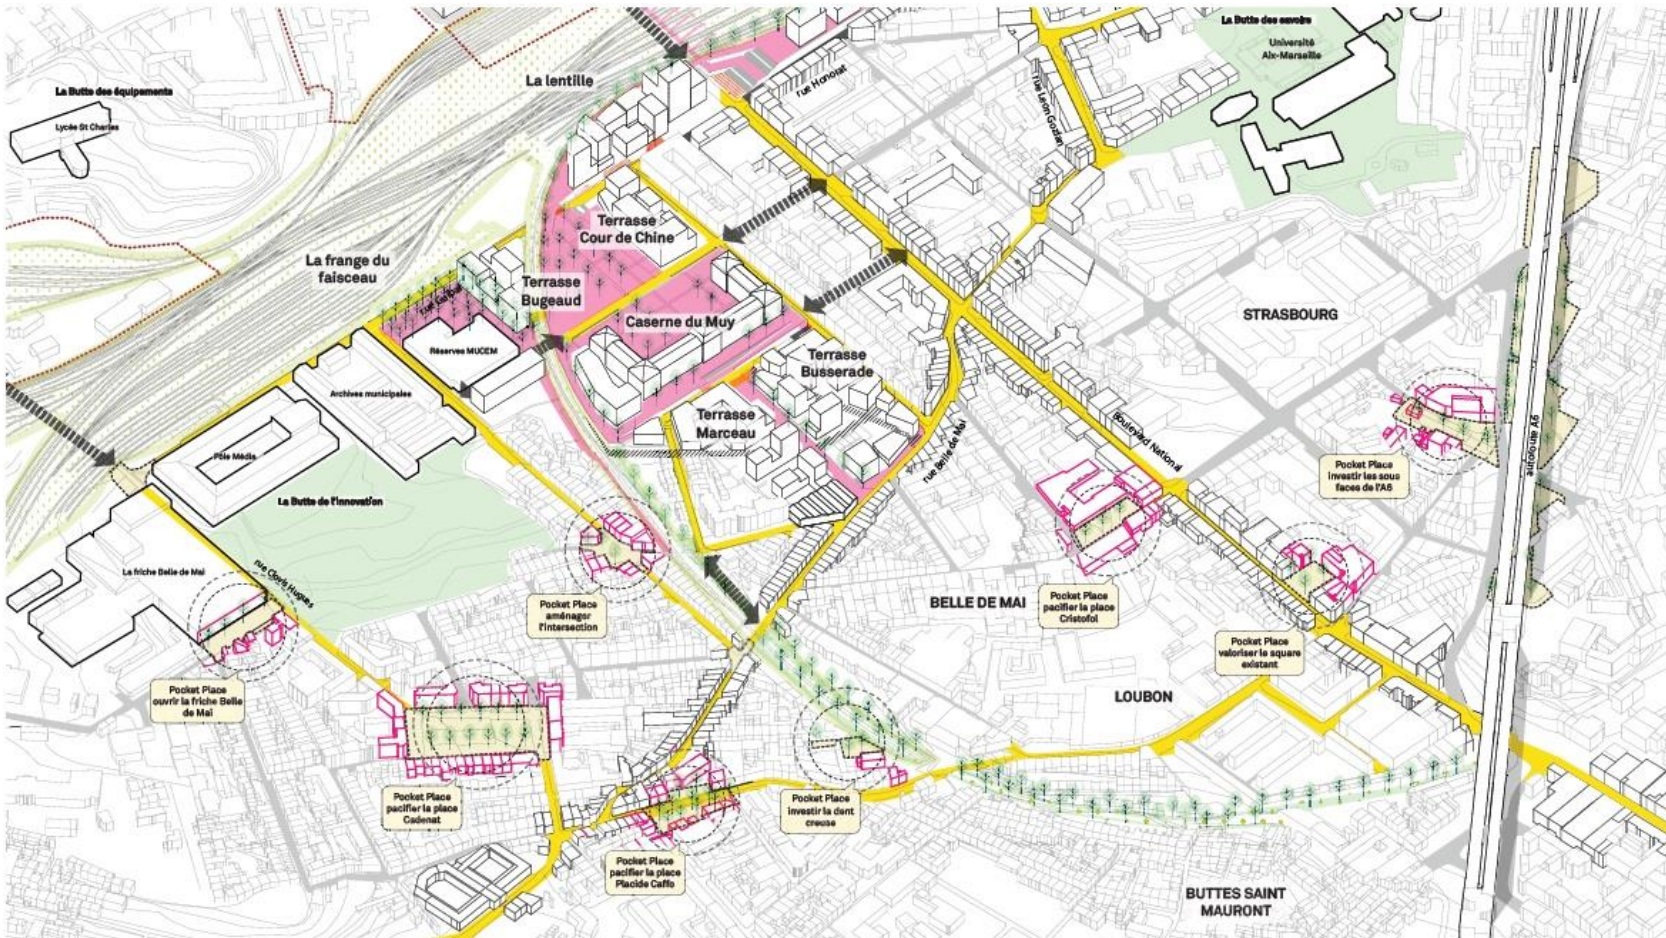 La Butte des savoirs
Université
Aix-Marseille
La lentille
rue Honorat
rue Léon Gozlan
La Butte des équipements
Lycée St Charles
Terrasse
Cour de Chine
La frange du
faisceau
Terrasse
Bugeaud
Caserne du Muy
STRASBOURG
Réserves MUCEM
Terrasse
Busserade
Archives municipales
Terrasse
Marceau
rue Belle de Mai
Boulevard National
autoroute A6
Pôle Média
Pocket Place
investir les sous
faces de l'A6
La Butte de l'innovation
La friche Belle de Mai
rue Clovis Hugues
Pocket Place
aménager
l'intersection
BELLE DE MAI
Pocket Place
pacifier la place
Cristofol
Pocket Place
valoriser le square
existant
Pocket Place
ouvrir la friche Belle
de Mai
LOUBON
Pocket Place
pacifier la place
Cadenat
Pocket Place
investir la dent
creuse
Pocket Place
pacifier la place
Placide Caffo
BUTTES SAINT
MAURONT